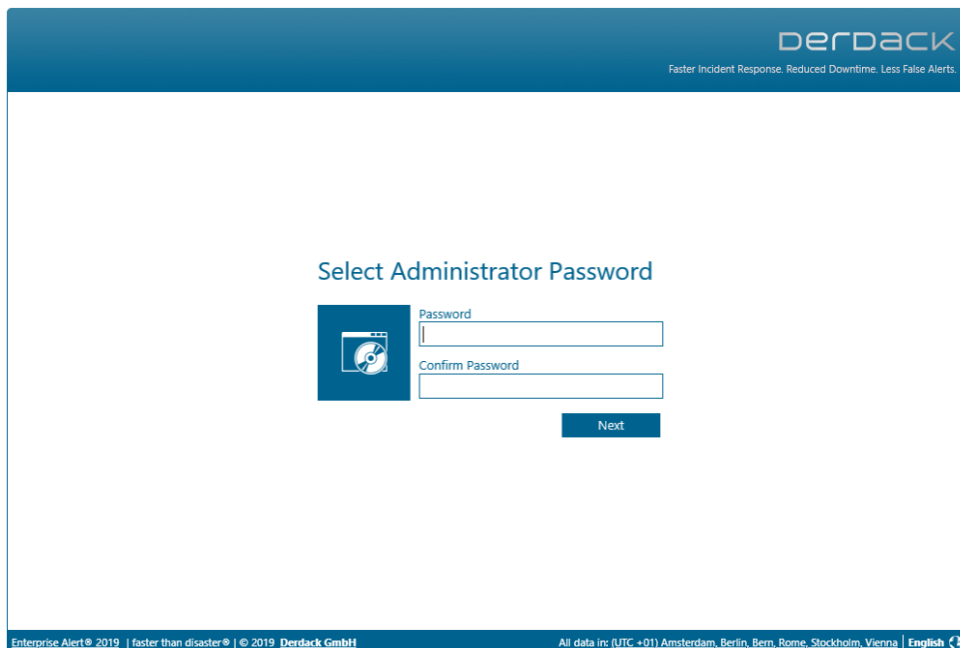 DERDACK
Faster Incident Response. Reduced Downtime. Less False Alerts.
Select Administrator Password
Password
Confirm Password
Next
Enterprise Alert® 2019 | faster than disaster® | © 2019 Derdack GmbH
All data in: (UTC +01) Amsterdam, Berlin, Bern, Rome, Stockholm, Vienna | English